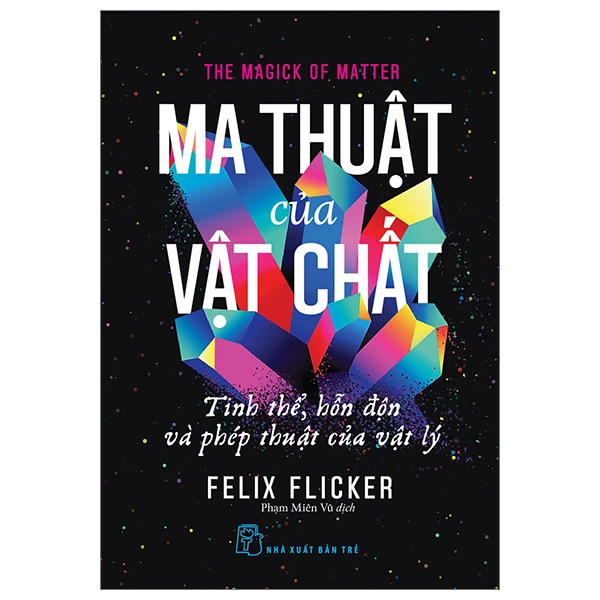 THE MAGICK OF MATTER
MA THUẬT
của
VẬT CHẤT
Tinh thể, hỗn độn
và phép thuật của vật lý
FELIX FLICKER
Phạm Miên Vũ dịch
NHÀ XUẤT BẢN TRẺ